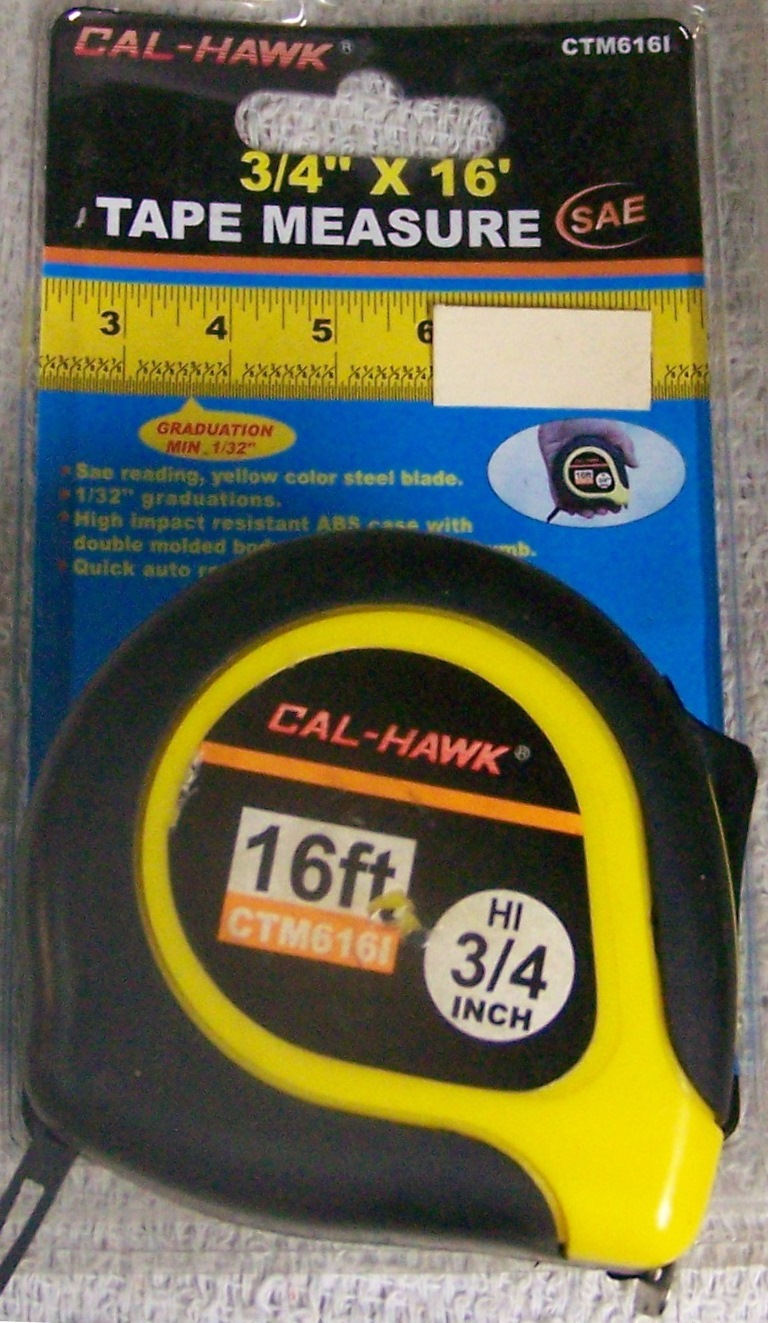 CAL-HAWK®
CTM616I
3/4" X 16'
TAPE MEASURE
SAE
3 4 5 6
GRADUATION
MIN 1/32"
Sae reading, yellow color steel blade.
1/32" graduations.
High impact resistant ABS case with
double molded
Quick auto
CAL-HAWK®
16ft
CTM616I
HI
3/4
INCH